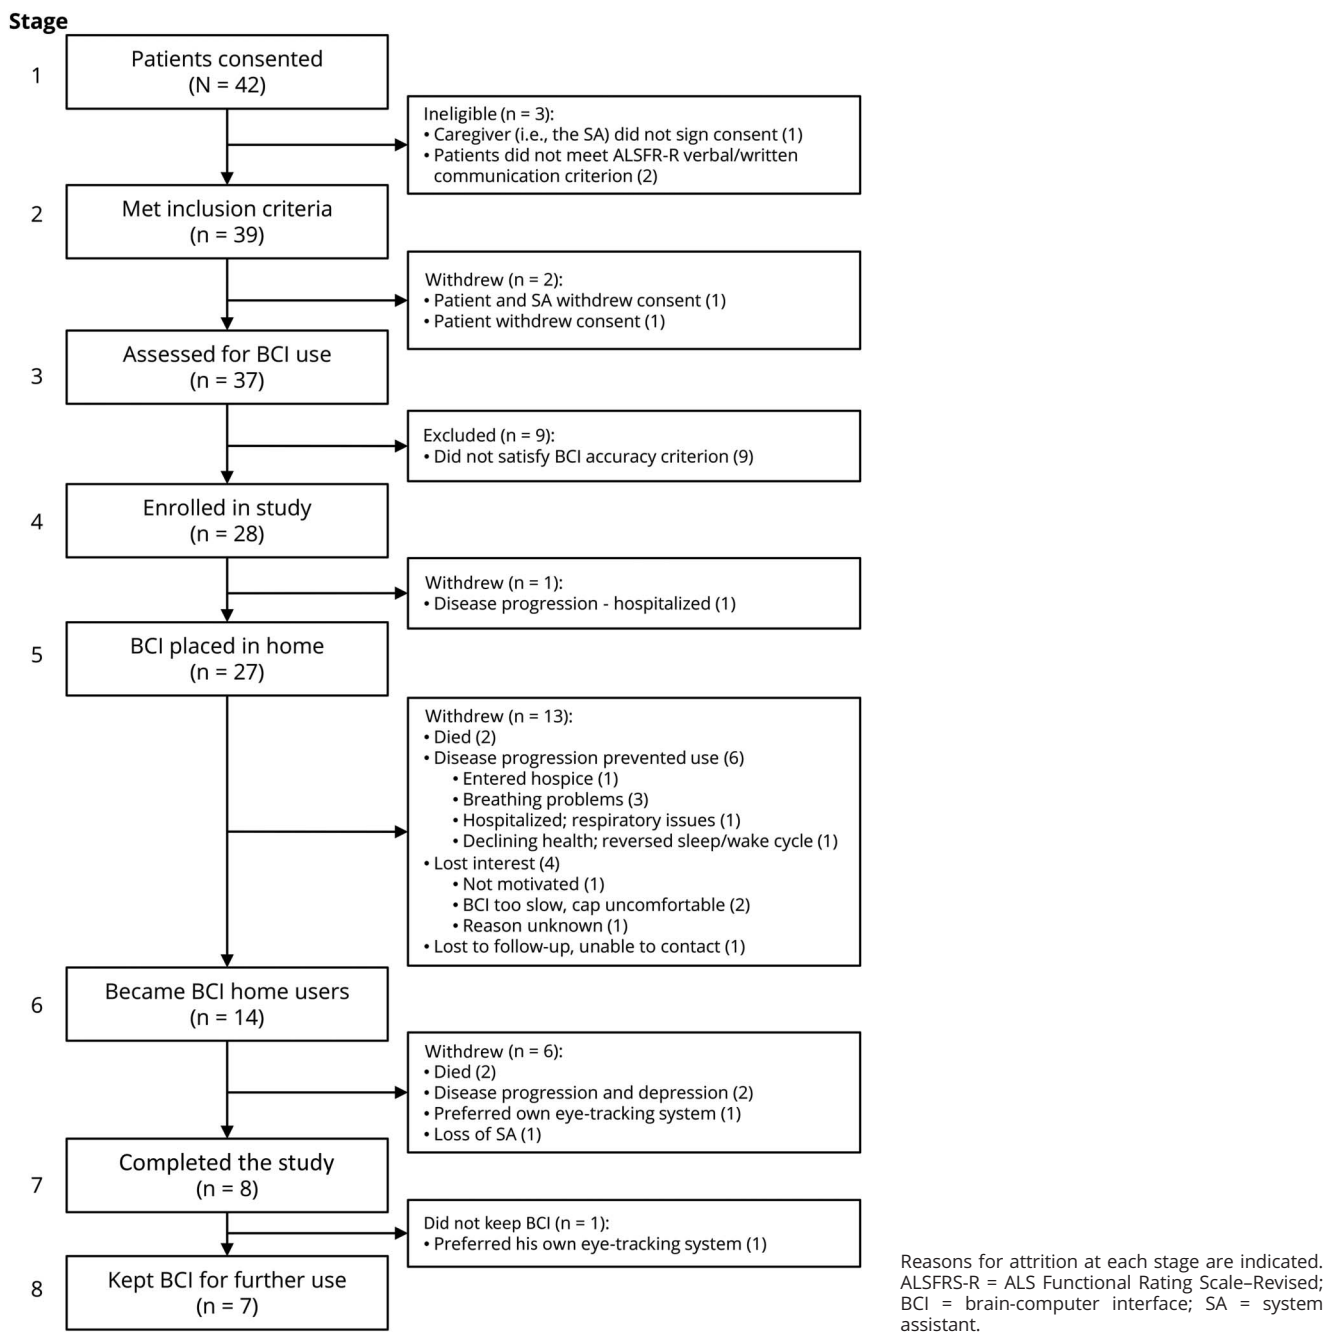 Stage
1
Patients consented
(N = 42)
Ineligible (n = 3):
• Caregiver (i.e., the SA) did not sign consent (1)
• Patients did not meet ALSFR-R verbal/written
communication criterion (2)
2
Met inclusion criteria
(n = 39)
Withdrew (n = 2):
• Patient and SA withdrew consent (1)
• Patient withdrew consent (1)
3
Assessed for BCI use
(n = 37)
Excluded (n = 9):
• Did not satisfy BCI accuracy criterion (9)
4
Enrolled in study
(n = 28)
Withdrew (n = 1):
• Disease progression - hospitalized (1)
5
BCI placed in home
(n = 27)
Withdrew (n = 13):
• Died (2)
• Disease progression prevented use (6)
• Entered hospice (1)
• Breathing problems (3)
• Hospitalized; respiratory issues (1)
• Declining health; reversed sleep/wake cycle (1)
• Lost interest (4)
• Not motivated (1)
• BCI too slow, cap uncomfortable (2)
• Reason unknown (1)
• Lost to follow-up, unable to contact (1)
6
Became BCI home users
(n = 14)
Withdrew (n = 6):
• Died (2)
• Disease progression and depression (2)
• Preferred own eye-tracking system (1)
• Loss of SA (1)
7
Completed the study
(n = 8)
Did not keep BCI (n = 1):
• Preferred his own eye-tracking system (1)
8
Kept BCI for further use
(n = 7)
Reasons for attrition at each stage are indicated.
ALSFRS-R = ALS Functional Rating Scale–Revised;
BCI = brain-computer interface; SA = system
assistant.